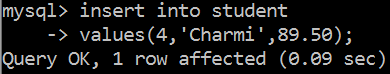 mysql> insert into student
    -> values(4,'Charmi',89.50);
Query OK, 1 row affected (0.09 sec)